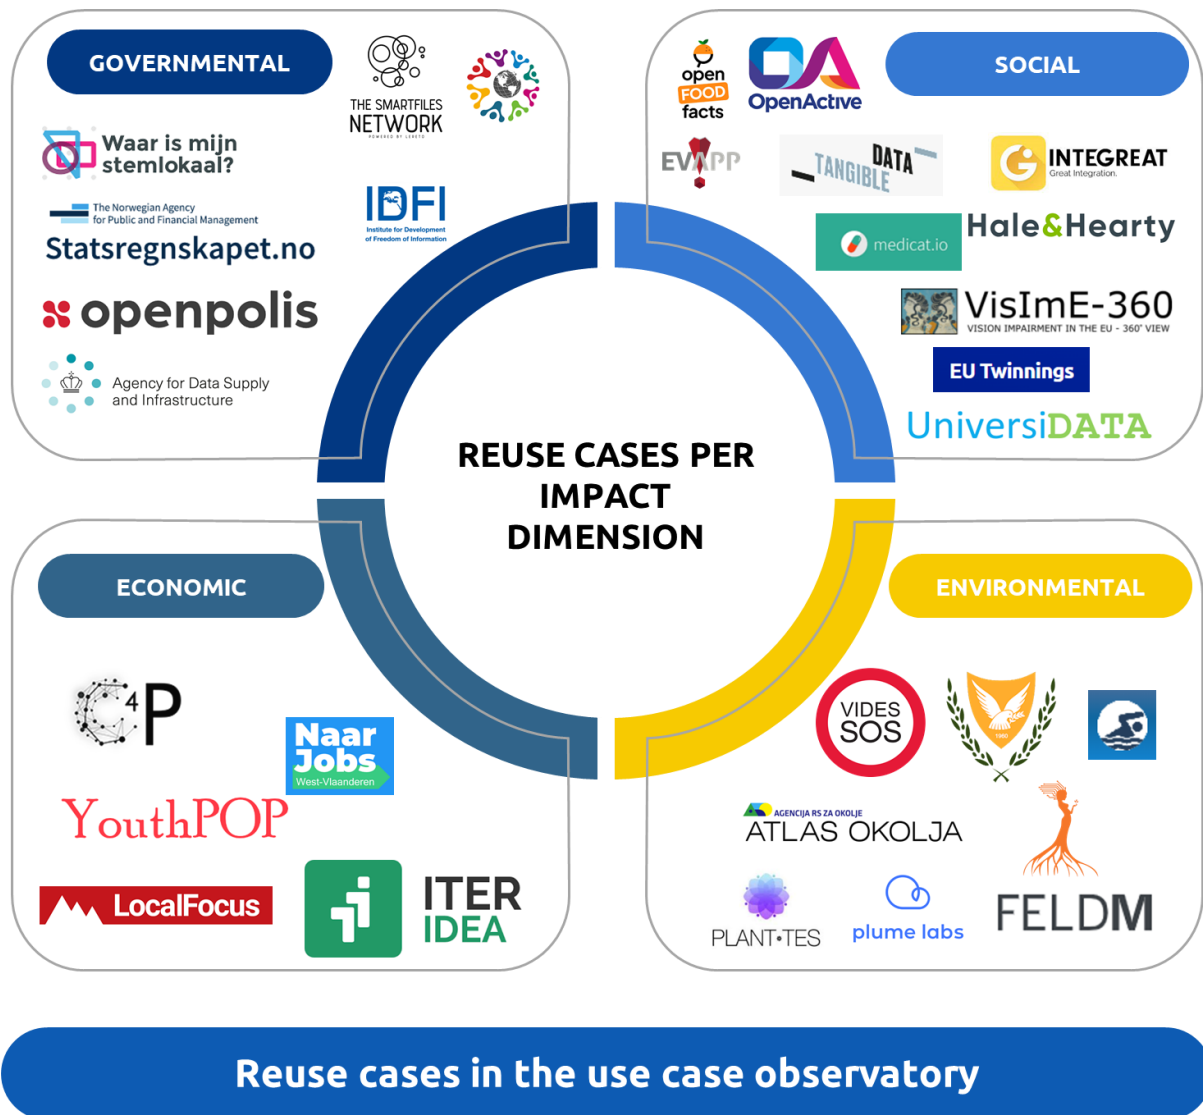 GOVERNMENTAL
THE SMARTFILES
NETWORK
POWERED BY LERETO
Waar is mijn
stemlokaal?
The Norwegian Agency
for Public and Financial Management
Statsregnskapet.no
IDFI
Institute for Development
of Freedom of Information
openpolis
Agency for Data Supply
and Infrastructure
SOCIAL
open
FOOD
facts
OpenActive
EVAPP
TANGIBLE DATA
INTEGREAT
Great Integration.
medicat.io
Hale&Hearty
VisImE-360
VISION IMPAIRMENT IN THE EU - 360° VIEW
EU Twinnings
UniversiDATA
REUSE CASES PER
IMPACT
DIMENSION
ECONOMIC
C4P
Naar
Jobs
West-Vlaanderen
YouthPOP
LocalFocus
ITER
IDEA
ENVIRONMENTAL
VIDES
SOS
1960
AGENCIJA RS ZA OKOLJE
ATLAS OKOLJA
PLANT•TES
plume labs
FELDM
Reuse cases in the use case observatory